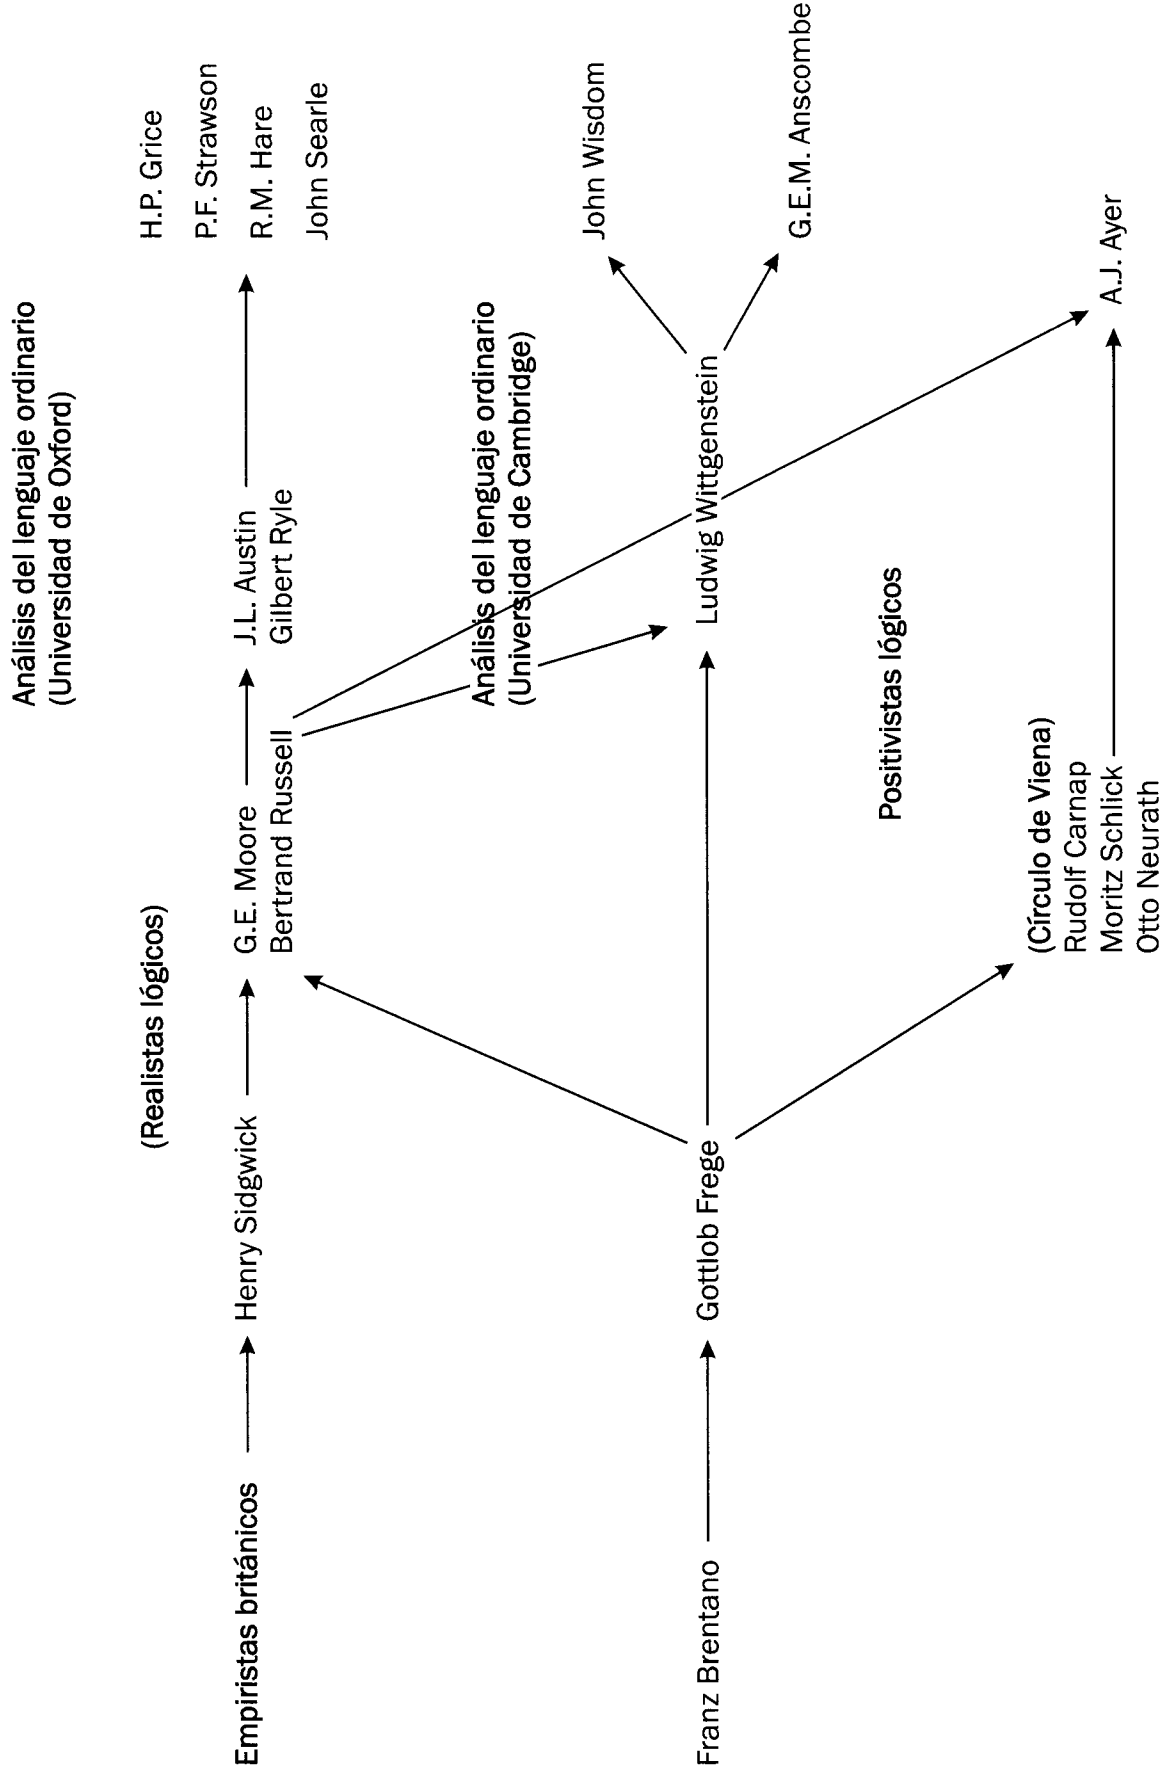 Análisis del lenguaje ordinario
(Universidad de Oxford)
(Realistas lógicos)
H.P. Grice
P.F. Strawson
Empiristas británicos
Henry Sidgwick
G.E. Moore
Bertrand Russell
J.L. Austin
Gilbert Ryle
R.M. Hare
John Searle
Análisis del lenguaje ordinario
(Universidad de Cambridge)
John Wisdom
Franz Brentano
Gottlob Frege
Ludwig Wittgenstein
G.E.M. Anscombe
Positivistas lógicos
(Círculo de Viena)
Rudolf Carnap
Moritz Schlick
Otto Neurath
A.J. Ayer